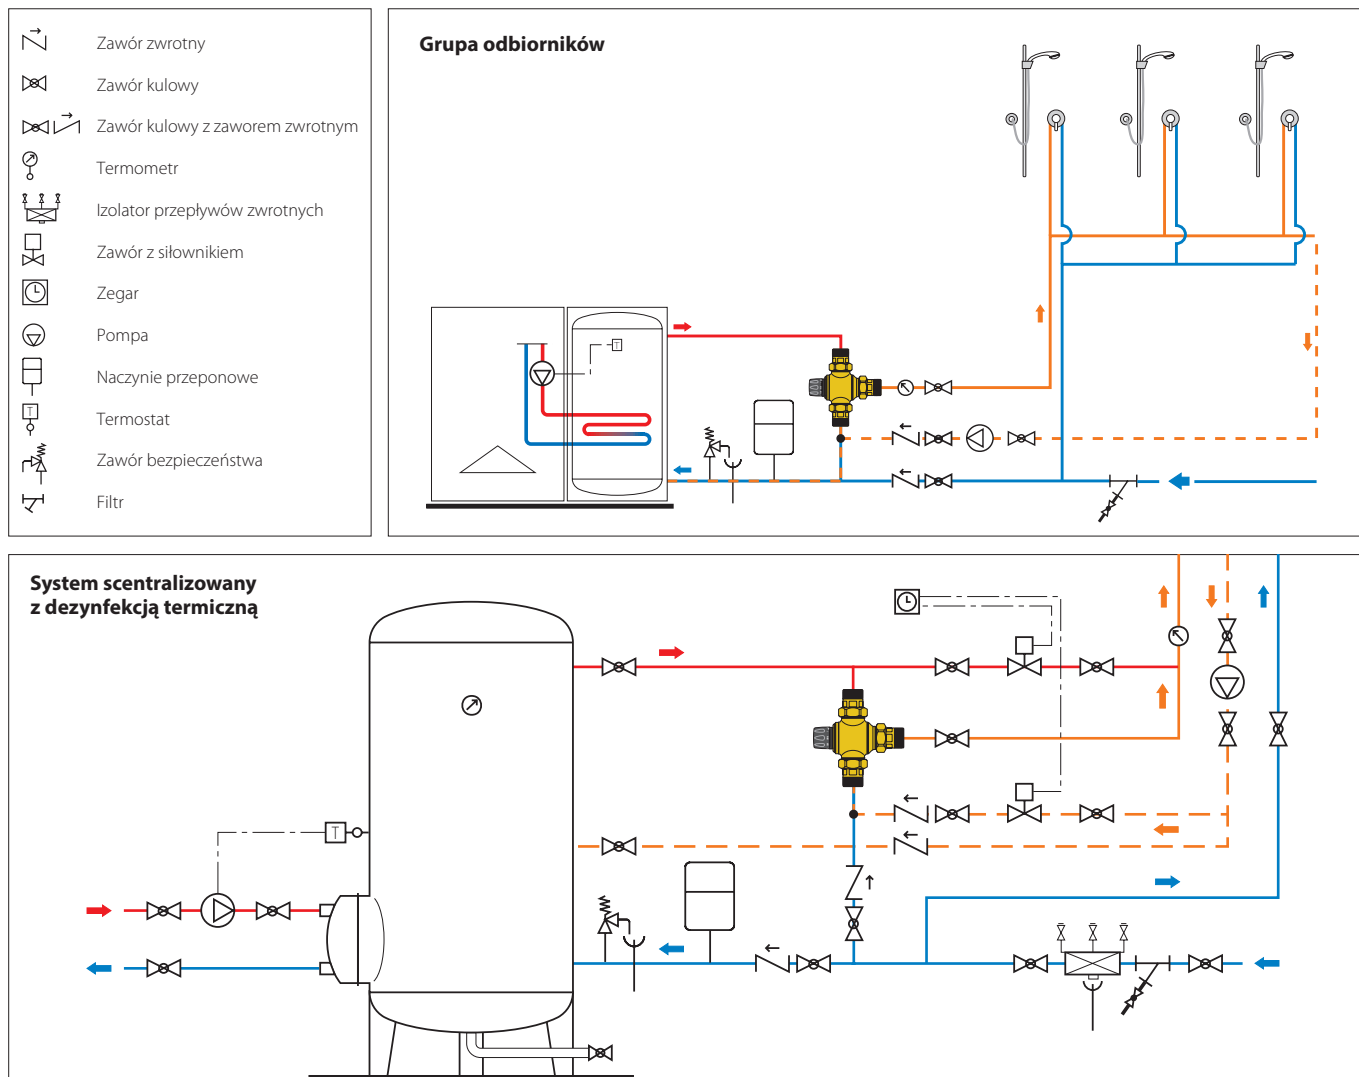 Zawór zwrotny
Zawór kulowy
Zawór kulowy z zaworem zwrotnym
Termometr
Izolator przepływów zwrotnych
Zawór z siłownikiem
Zegar
Pompa
Naczynie przeponowe
T
Termostat
Zawór bezpieczeństwa
Filtr
Grupa odbiorników
T
System scentralizowany
z dezynfekcją termiczną
T